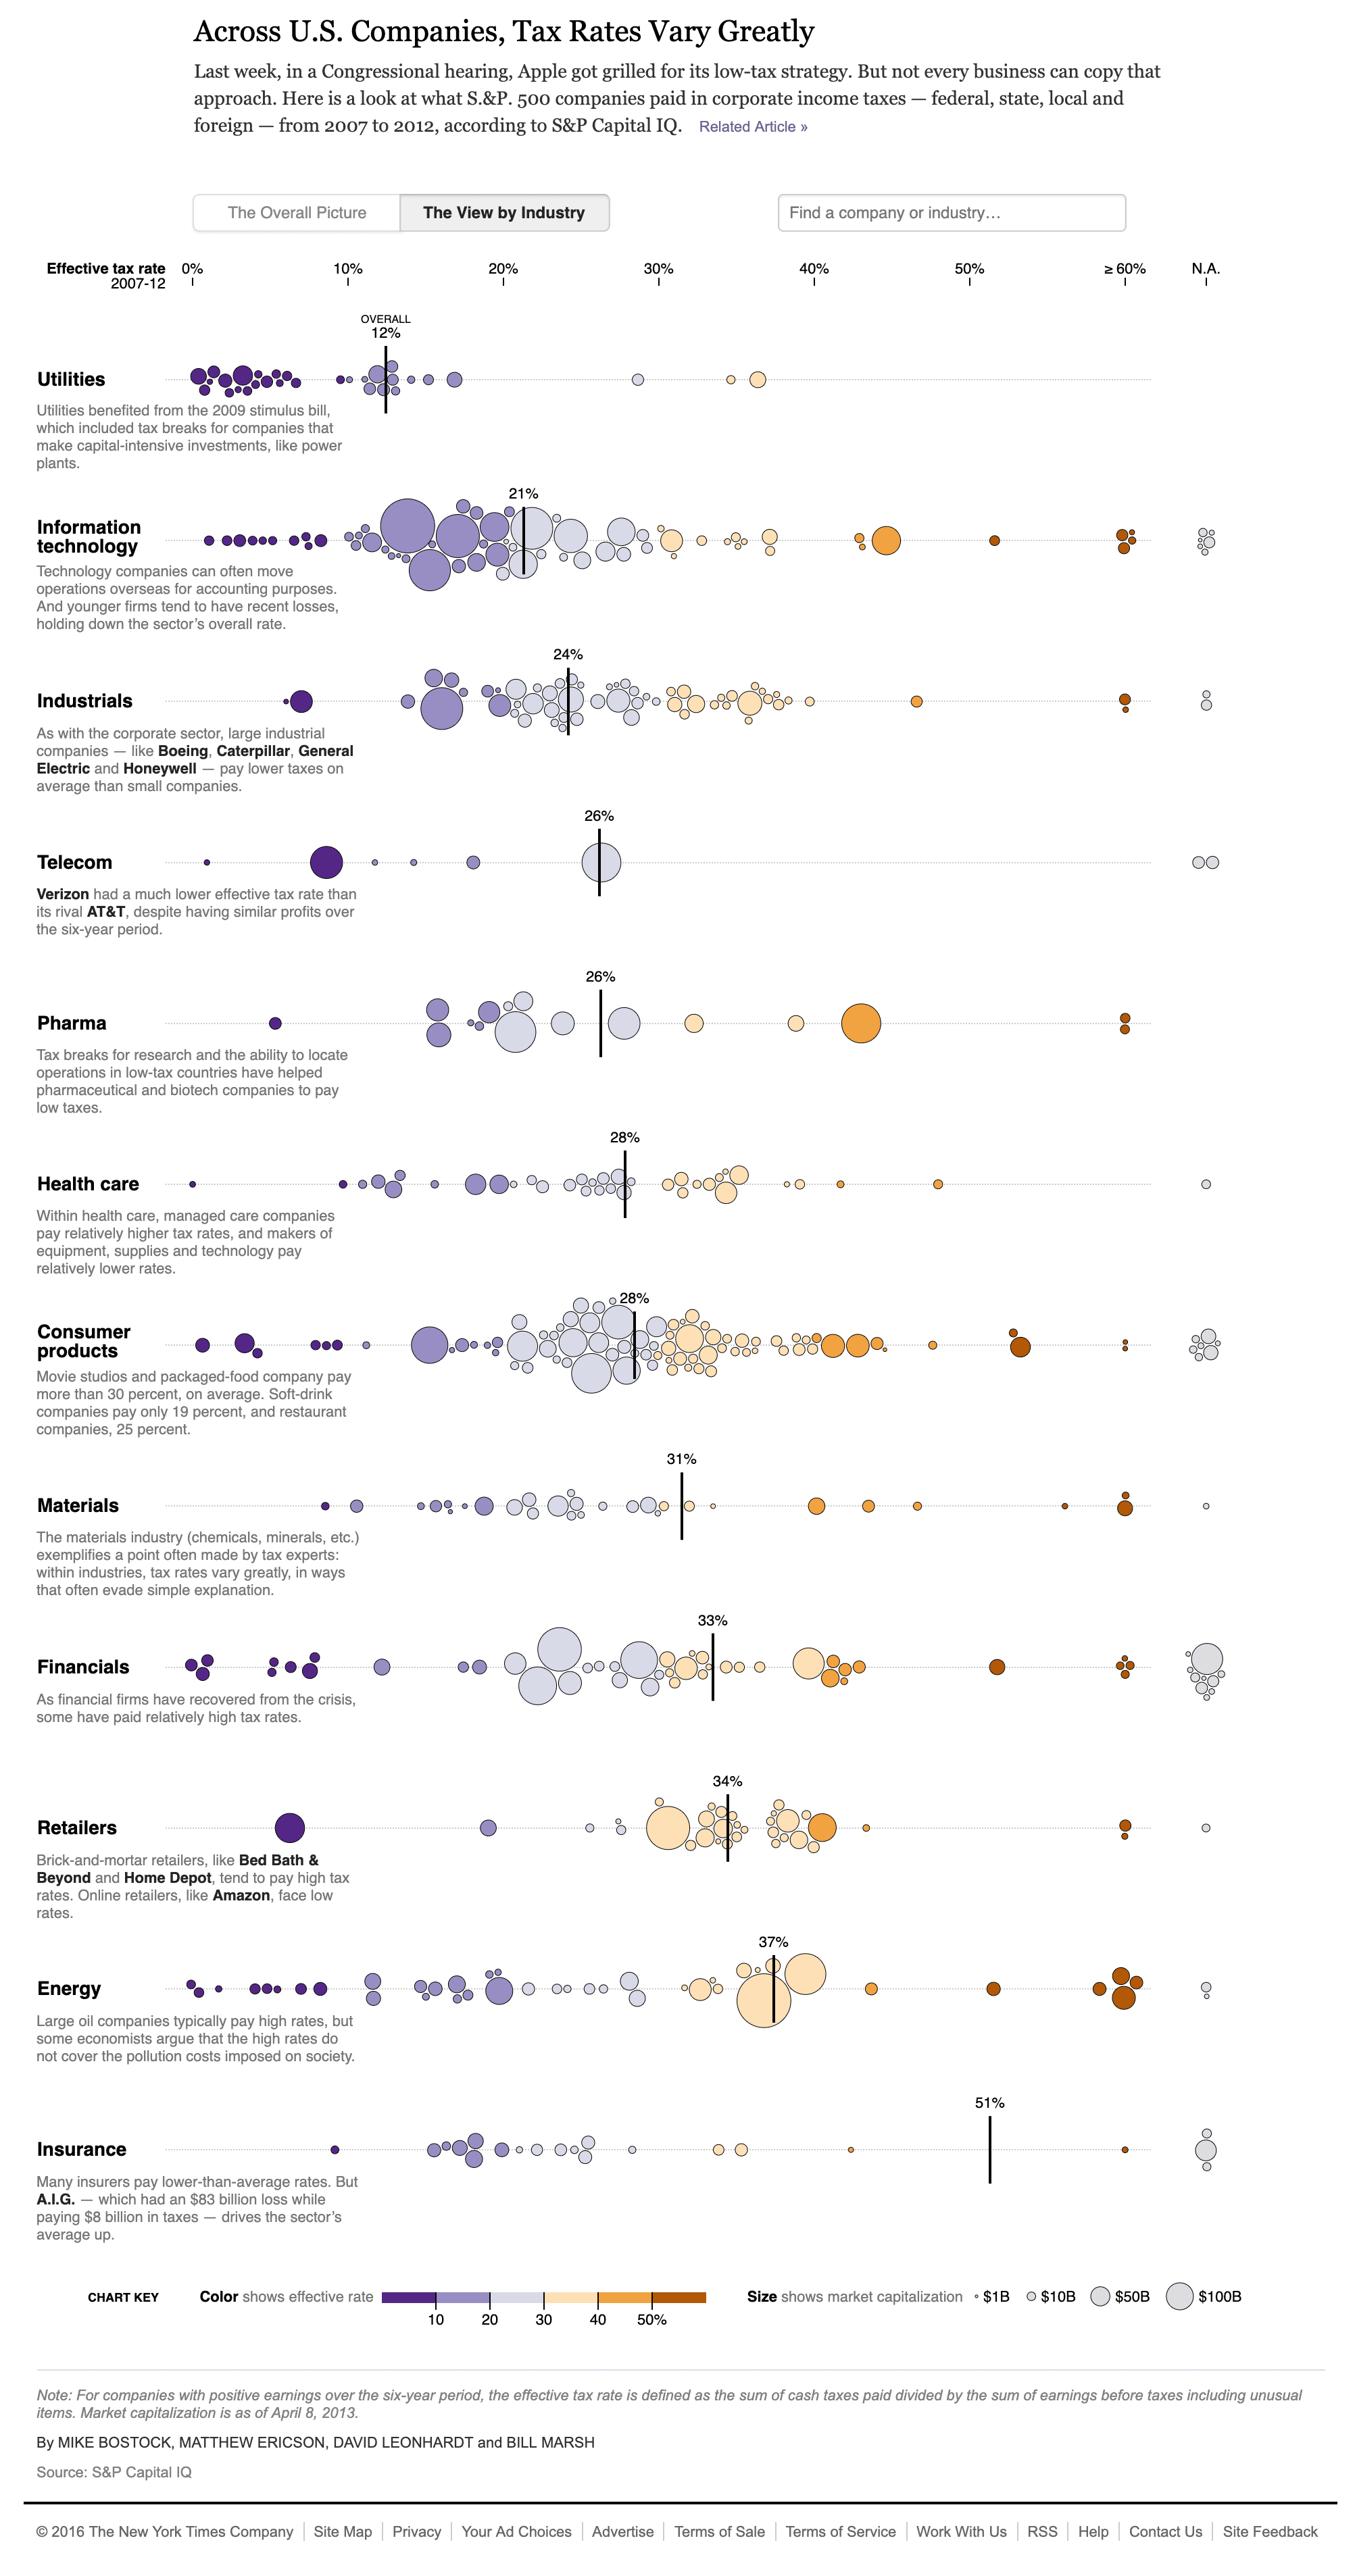 Across U.S. Companies, Tax Rates Vary Greatly
Last week, in a Congressional hearing, Apple got grilled for its low-tax strategy. But not every business can copy that
approach. Here is a look at what S.&P. 500 companies paid in corporate income taxes — federal, state, local and
foreign — from 2007 to 2012, according to S&P Capital IQ. Related Article »
The Overall Picture
The View by Industry
Find a company or industry…
Effective tax rate
2007-12
0% 10% 20% 30% 40% 50% ≥ 60% N.A.
OVERALL
12%
Utilities
Utilities benefited from the 2009 stimulus bill,
which included tax breaks for companies that
make capital-intensive investments, like power
plants.
21%
Information
technology
Technology companies can often move
operations overseas for accounting purposes.
And younger firms tend to have recent losses,
holding down the sector’s overall rate.
24%
Industrials
As with the corporate sector, large industrial
companies — like Boeing, Caterpillar, General
Electric and Honeywell — pay lower taxes on
average than small companies.
26%
Telecom
Verizon had a much lower effective tax rate than
its rival AT&T, despite having similar profits over
the six-year period.
26%
Pharma
Tax breaks for research and the ability to locate
operations in low-tax countries have helped
pharmaceutical and biotech companies to pay
low taxes.
28%
Health care
Within health care, managed care companies
pay relatively higher tax rates, and makers of
equipment, supplies and technology pay
relatively lower rates.
28%
Consumer
products
Movie studios and packaged-food company pay
more than 30 percent, on average. Soft-drink
companies pay only 19 percent, and restaurant
companies, 25 percent.
31%
Materials
The materials industry (chemicals, minerals, etc.)
exemplifies a point often made by tax experts:
within industries, tax rates vary greatly, in ways
that often evade simple explanation.
33%
Financials
As financial firms have recovered from the crisis,
some have paid relatively high tax rates.
34%
Retailers
Brick-and-mortar retailers, like Bed Bath &
Beyond and Home Depot, tend to pay high tax
rates. Online retailers, like Amazon, face low
rates.
37%
Energy
Large oil companies typically pay high rates, but
some economists argue that the high rates do
not cover the pollution costs imposed on society.
51%
Insurance
Many insurers pay lower-than-average rates. But
A.I.G. — which had an $83 billion loss while
paying $8 billion in taxes — drives the sector’s
average up.
CHART KEY
Color shows effective rate
10 20 30 40 50%
Size shows market capitalization $1B $10B $50B $100B
Note: For companies with positive earnings over the six-year period, the effective tax rate is defined as the sum of cash taxes paid divided by the sum of earnings before taxes including unusual
items. Market capitalization is as of April 8, 2013.
By MIKE BOSTOCK, MATTHEW ERICSON, DAVID LEONHARDT and BILL MARSH
Source: S&P Capital IQ
© 2016 The New York Times Company Site Map Privacy Your Ad Choices Advertise Terms of Sale Terms of Service Work With Us RSS Help Contact Us Site Feedback